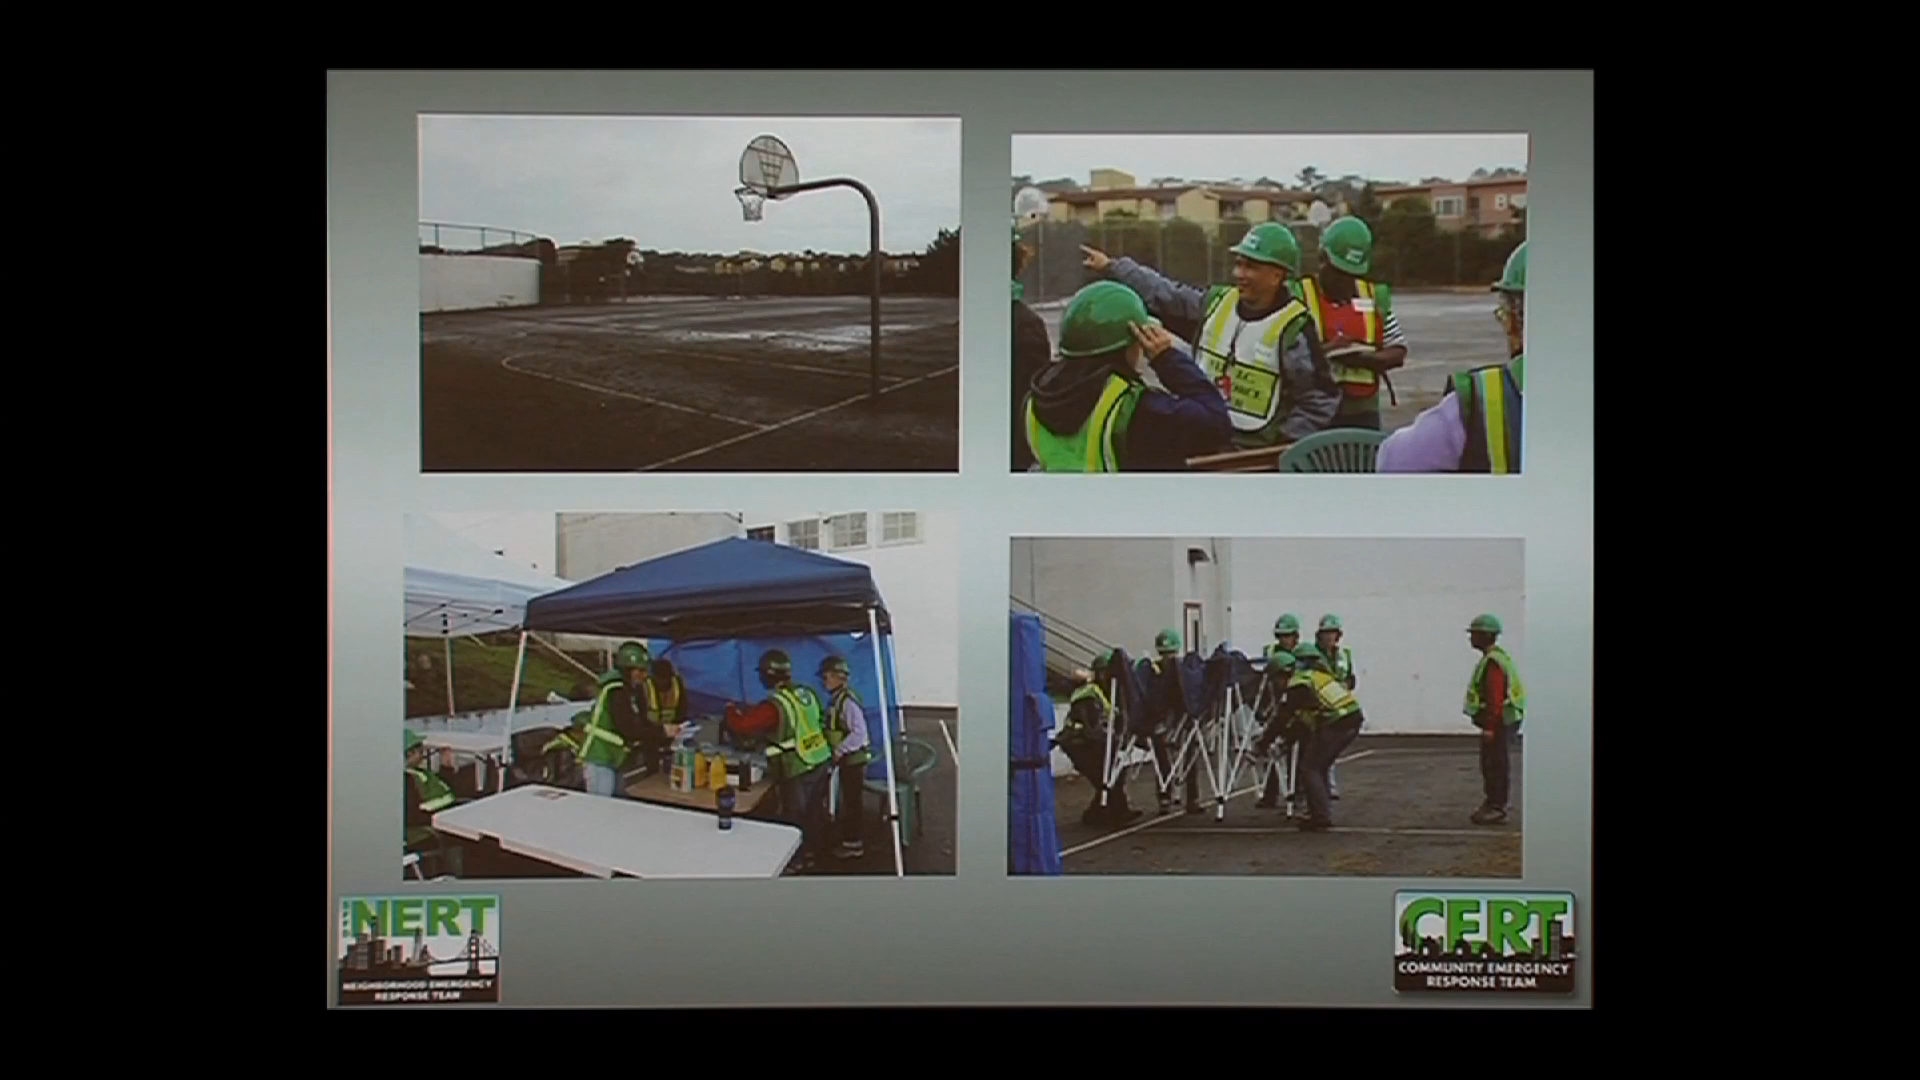 NERT
NEIGHBORHOOD EMERGENCY
RESPONSE TEAM
CERT
COMMUNITY EMERGENCY
RESPONSE TEAM